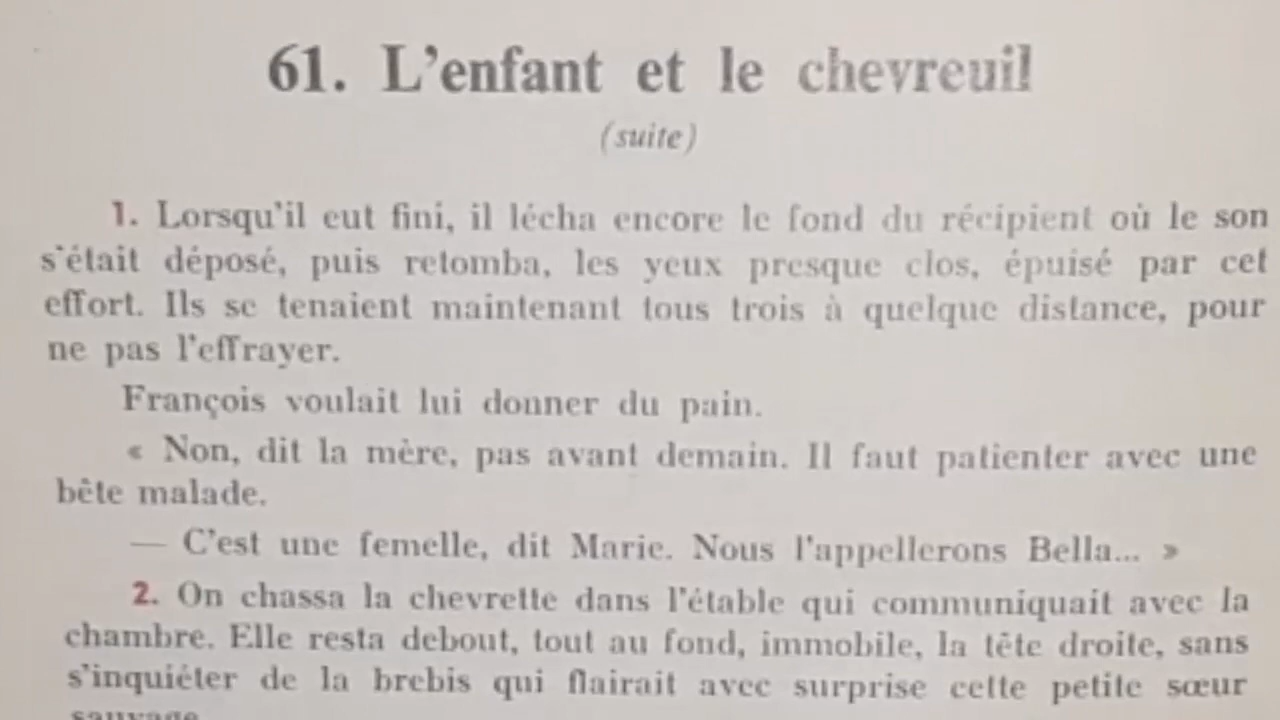 61. L'enfant et le chevreuil
(suite)
1. Lorsqu'il eut fini, il lécha encore le fond du récipient où le son
s'était déposé, puis retomba, les yeux presque clos, épuisé par cet
effort. Ils se tenaient maintenant tous trois à quelque distance, pour
ne pas l'effrayer.
François voulait lui donner du pain.
« Non, dit la mère, pas avant demain. Il faut patienter avec une
bête malade.
— C'est une femelle, dit Marie. Nous l'appellerons Bella... »
2. On chassa la chevrette dans l'étable qui communiquait avec la
chambre. Elle resta debout, tout au fond, immobile, la tête droite, sans
s'inquiéter de la brebis qui flairait avec surprise cette petite sœur
sauvage